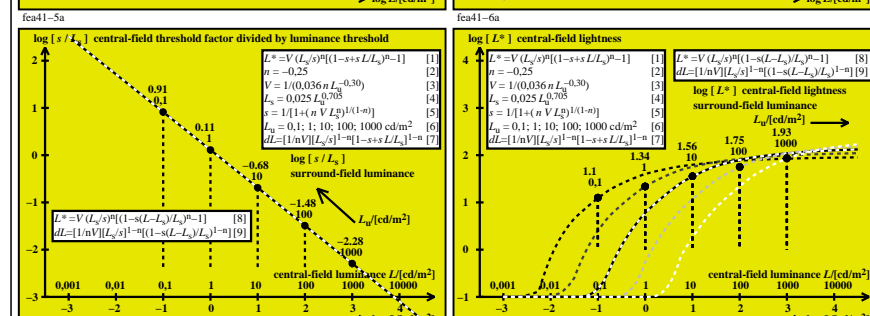 fea41-5a
log [ s / Ls ] central-field threshold factor divided by luminance threshold
L* =V (Ls/s)n[(1−s+s L/Ls)n−1] [1]
n = −0,25 [2]
V = 1/(0,036 n Lu−0,30) [3]
Ls = 0,025 Lu0,705 [4]
s = 1/[1+( n V Lsn)1/(1-n)] [5]
Lu = 0,1; 1; 10; 100; 1000 cd/m2 [6]
dL=[1/nV][Ls/s]1−n[1−s+s L/Ls]1−n [7]
log [ s / Ls ]
surround-field luminance
Lu/[cd/m2]
L* =V (Ls/s)n[(1−s(L−Ls)/Ls)n−1] [8]
dL=[1/nV][Ls/s]1−n[(1−s(L−Ls)/Ls)1−n] [9]
0.91
0,1
0.11
1
−0.68
10
−1.48
100
−2.28
1000
2
1
0
−1
−2
−3
central-field luminance L/[cd/m2]
0,001 0,01 0,1 1 10 100 1000 10000
−3 −2 −1 0 1 2 3 4
fea41-6a
log [L* ] central-field lightness
L* =V (Ls/s)n[(1−s+s L/Ls)n−1] [1]
n = −0,25 [2]
V = 1/(0,036 n Lu−0,30) [3]
Ls = 0,025 Lu0,705 [4]
s = 1/[1+( n V Lsn)1/(1-n)] [5]
Lu = 0,1; 1; 10; 100; 1000 cd/m2 [6]
dL=[1/nV][Ls/s]1−n[1−s+s L/Ls]1−n [7]
L* =V (Ls/s)n[(1−s(L−Ls)/Ls)n−1] [8]
dL=[1/nV][Ls/s]1−n[(1−s(L−Ls)/Ls)1−n] [9]
log [L* ] central-field lightness
surround-field luminance
Lu/[cd/m2]
1.1
0,1
1.34
1
1.56
10
1.75
100
1.93
1000
4
3
2
1
0
−1
central-field luminance L/[cd/m2]
0,001 0,01 0,1 1 10 100 1000 10000
−3 −2 −1 0 1 2 3 4